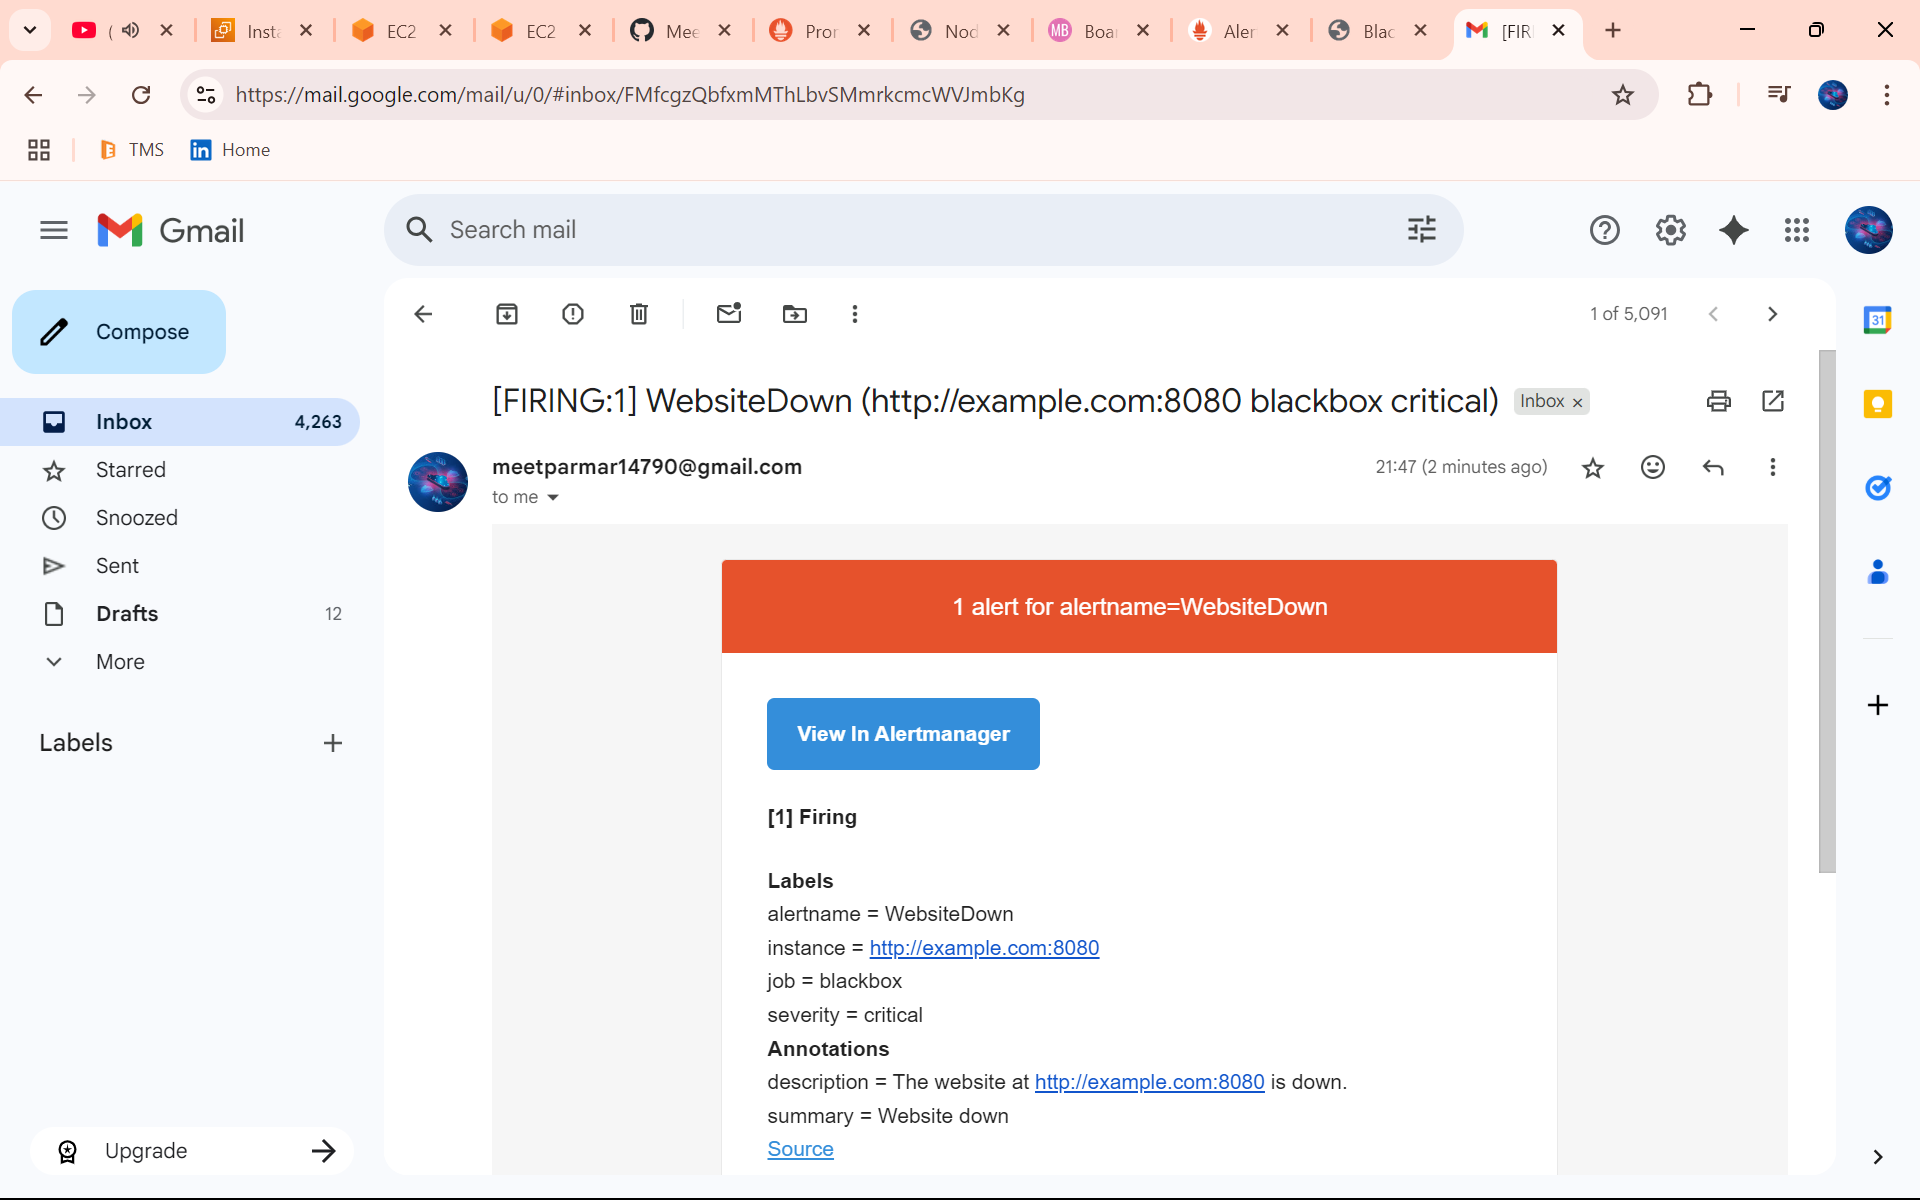 (
Insta
EC2
EC2
Mee
Pror
Nod
MB
Boar
Aler
Blac
[FIR
https://mail.google.com/mail/u/0/#inbox/FMfcgzQbfxmMThLbvSMmrkcmcWVJmbKg
TMS
in
Home
Gmail
Search mail
Compose
1 of 5,091
31
[FIRING:1] WebsiteDown (http://example.com:8080 blackbox critical)
Inbox ×
Inbox 4,263
Starred
Snoozed
Sent
Drafts 12
More
Labels
meetparmar14790@gmail.com
21:47 (2 minutes ago)
to me
1 alert for alertname=WebsiteDown
View In Alertmanager
[1] Firing
Labels
alertname = WebsiteDown
instance = http://example.com:8080
job = blackbox
severity = critical
Annotations
description = The website at http://example.com:8080 is down.
summary = Website down
Source
Upgrade